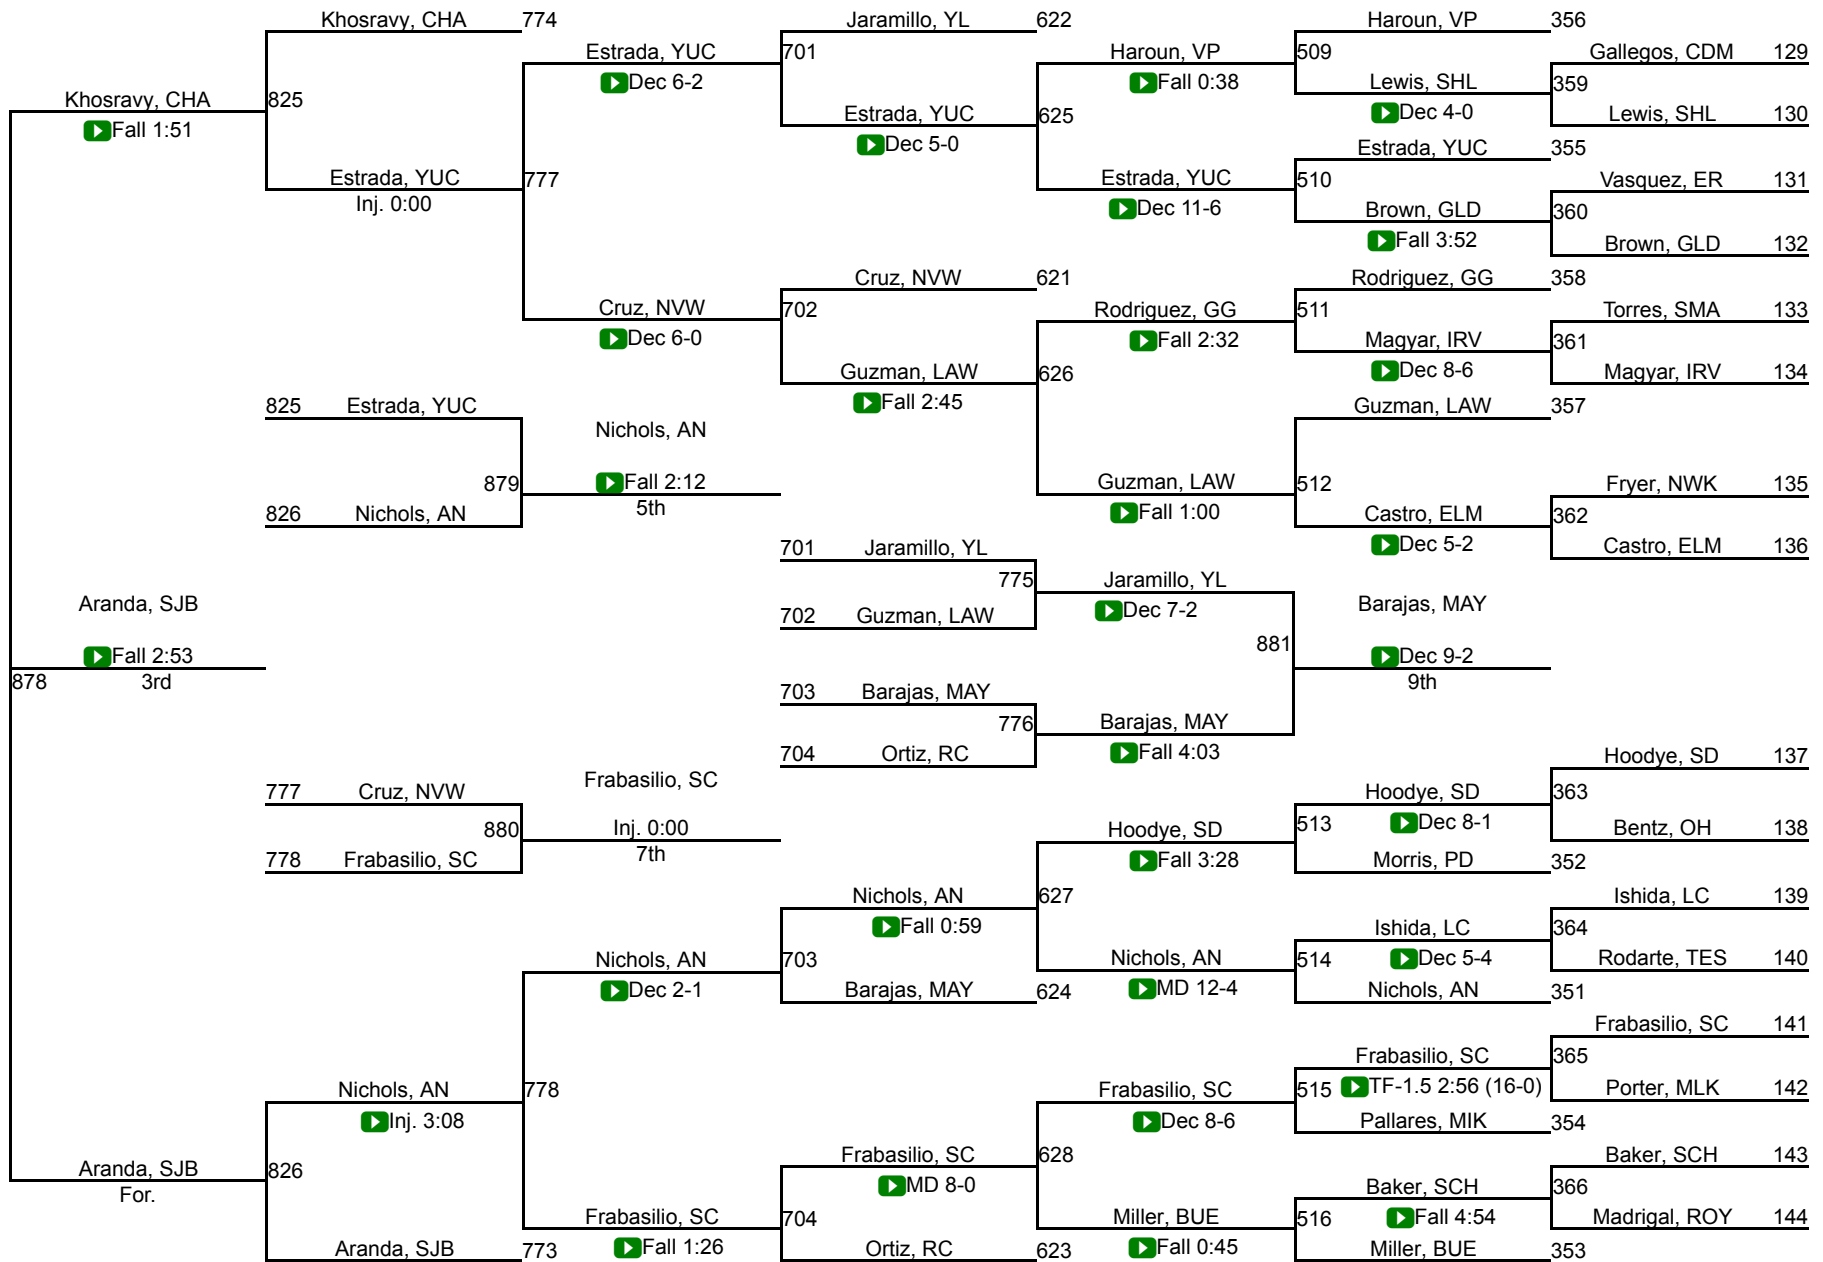 Khosravy, CHA 774 Jaramillo, YL 622 Haroun, VP 356
Estrada, YUC 701 Haroun, VP 509 Gallegos, CDM 129
Dec 6-2 Fall 0:38 Lewis, SHL 359
Khosravy, CHA 825 Estrada, YUC 625 Dec 4-0 Lewis, SHL 130
Fall 1:51 Dec 5-0 Estrada, YUC 355
Estrada, YUC 777 Estrada, YUC 510 Vasquez, ER 131
Inj. 0:00 Dec 11-6 Brown, GLD 360
Fall 3:52 Brown, GLD 132
Cruz, NVW 621 Rodriguez, GG 358
Cruz, NVW 702 Rodriguez, GG 511 Torres, SMA 133
Dec 6-0 Fall 2:32 Magyar, IRV 361
Guzman, LAW 626 Dec 8-6 Magyar, IRV 134
825 Estrada, YUC Fall 2:45 Guzman, LAW 357
Nichols, AN
879 Fall 2:12 Guzman, LAW 512 Fryer, NWK 135
826 Nichols, AN 5th Fall 1:00 Castro, ELM 362
701 Jaramillo, YL Dec 5-2 Castro, ELM 136
775 Jaramillo, YL
Aranda, SJB 702 Guzman, LAW Dec 7-2 Barajas, MAY
Fall 2:53 881 Dec 9-2
878 3rd 703 Barajas, MAY 9th
776 Barajas, MAY
704 Ortiz, RC Fall 4:03 Hoodye, SD 137
777 Cruz, NVW Frabasilio, SC Hoodye, SD 363
880 Inj. 0:00 Hoodye, SD 513 Dec 8-1 Bentz, OH 138
778 Frabasilio, SC 7th Fall 3:28 Morris, PD 352
Nichols, AN 627 Ishida, LC 139
Fall 0:59 Ishida, LC 364
Nichols, AN 703 Nichols, AN 514 Dec 5-4 Rodarte, TES 140
Dec 2-1 Barajas, MAY 624 MD 12-4 Nichols, AN 351
Frabasilio, SC 141
Frabasilio, SC 365
Nichols, AN 778 Frabasilio, SC 515 TF-1.5 2:56 (16-0) Porter, MLK 142
Inj. 3:08 Dec 8-6 Pallares, MIK 354
Aranda, SJB 826 Frabasilio, SC 628 Baker, SCH 143
For. MD 8-0 Baker, SCH 366
Frabasilio, SC 704 Miller, BUE 516 Fall 4:54 Madrigal, ROY 144
Aranda, SJB 773 Fall 1:26 Ortiz, RC 623 Fall 0:45 Miller, BUE 353